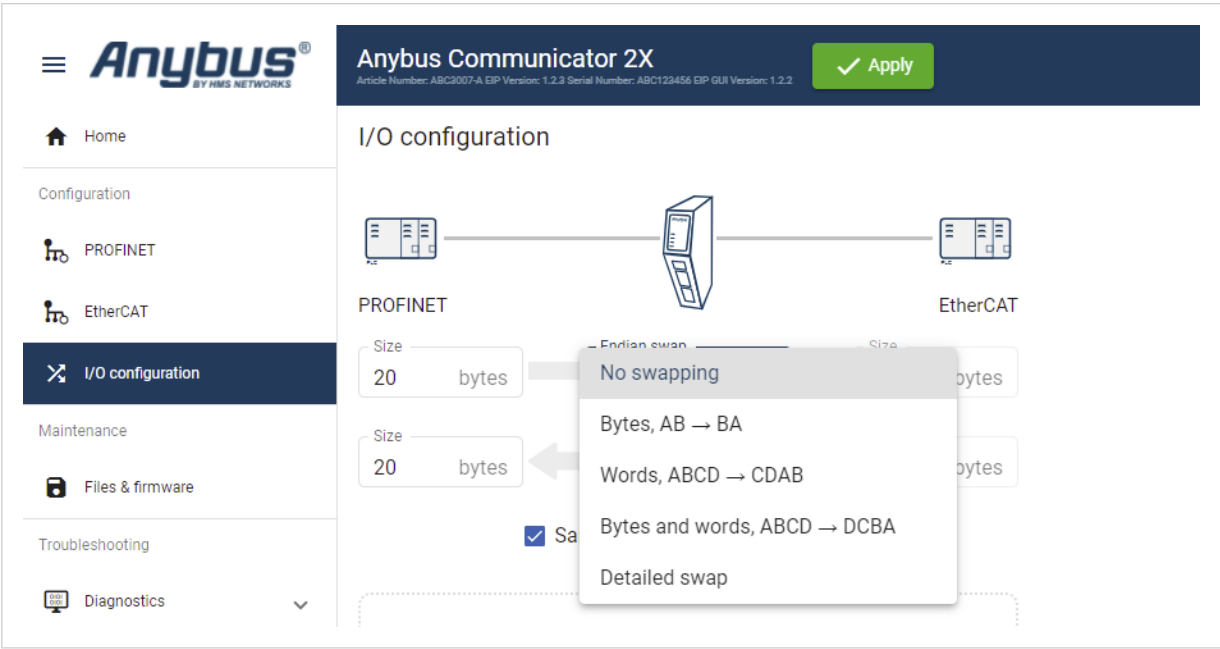 Anybus®
BY HMS NETWORKS
Anybus Communicator 2X
Article Number: ABC3007-A EIP Version: 1.2.3 Serial Number: ABC123456 EIP GUI Version: 1.2.2
Apply
Home
Configuration
PROFINET
EtherCAT
I/O configuration
Maintenance
Files & firmware
Troubleshooting
Diagnostics
I/O configuration
PLC
PLC
PROFINET
EtherCAT
Size
20 bytes
Endian swap
Size
bytes
Size
20 bytes
bytes
Sa
No swapping
Bytes, AB → BA
Words, ABCD → CDAB
Bytes and words, ABCD → DCBA
Detailed swap